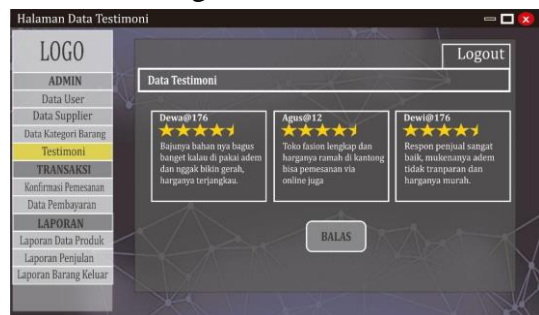 Halaman Data Testimoni
LOGO
ADMIN
Data User
Data Supplier
Data Kategori Barang
Testimoni
TRANSAKSI
Konfirmasi Pemesanan
Data Pembayaran
LAPORAN
Laporan Data Produk
Laporan Penjulan
Laporan Barang Keluar
Logout
Data Testimoni
Dewa@176
Bajunya bahan nya bagus
banget kalau di pakai adem
dan nggak bikin gerah,
harganya terjangkau.
Agus@12
Toko fasion lengkap dan
harganya ramah di kantong
bisa pemesanan via
online juga
Dewi@176
Respon penjual sangat
baik, mukenanya adem
tidak tranparan dan
harganya murah.
BALAS